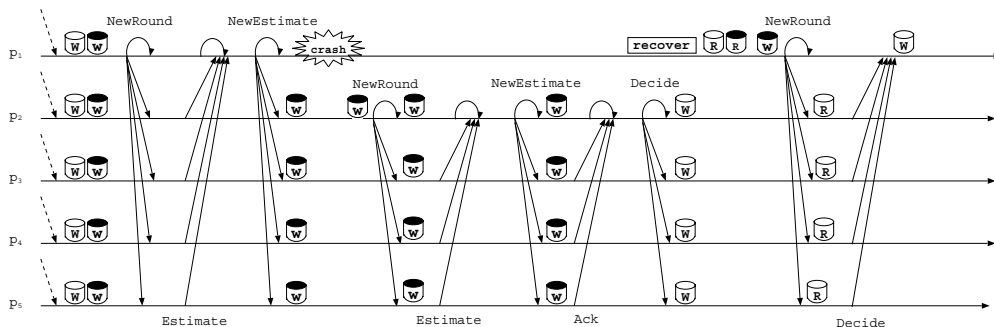 NewRound NewEstimate NewRound
p1 W W crash recover R R W W
NewRound NewEstimate Decide
p2 W W W W W W W R
p3 W W W W W W R
p4 W W W W W W R
p5 W W W W W W R
Estimate Estimate Ack Decide